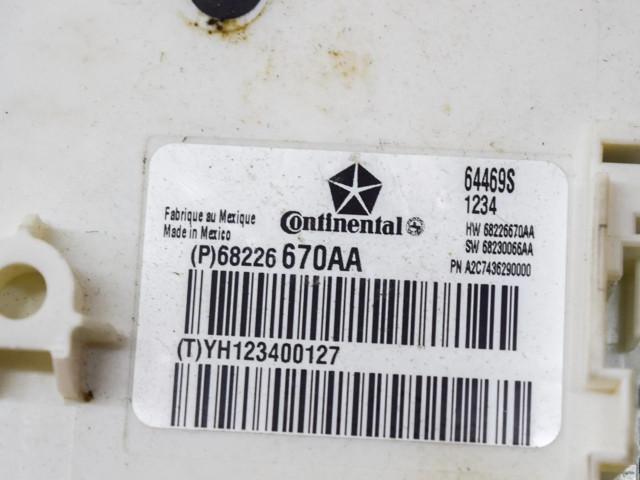 64469S
1234
Fabrique au Mexique
Made in Mexico
Continental
HW 68226670AA
SW 68230066AA
PN A2C7436290000
(P)68226 670AA
(T)YH123400127